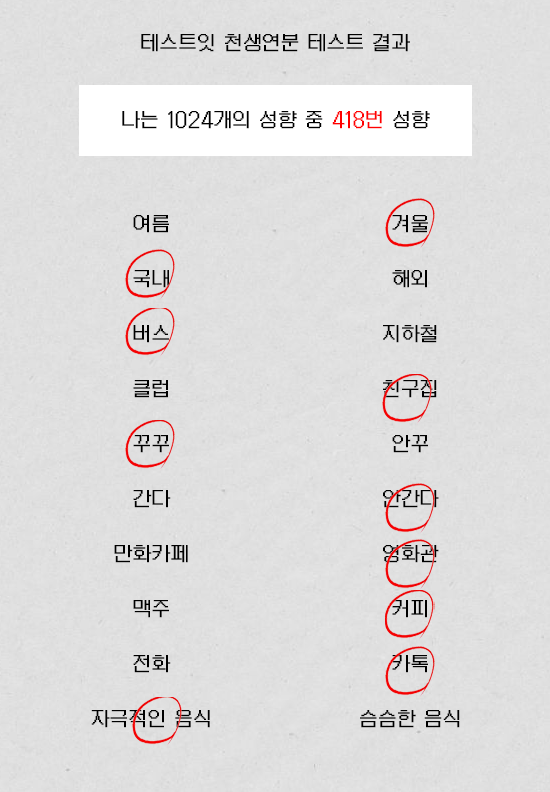 테스트잇 천생연분 테스트 결과
나는 1024개의 성향 중 418번 성향
여름 겨울
국내 해외
버스 지하철
클럽 친구집
꾸꾸 안꾸
간다 안간다
만화카페 영화관
맥주 커피
전화 카톡
자극적인 음식 슴슴한 음식